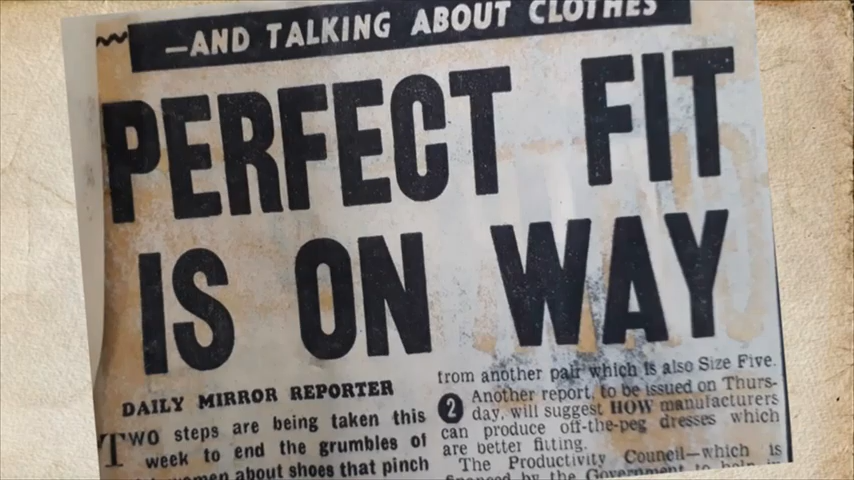 —AND TALKING ABOUT CLOTHES
PERFECT FIT
IS ON WAY
DAILY MIRROR REPORTER
TWO steps are being taken this
week to end the grumbles of
women about shoes that pinch
from another pair which is also Size Five.
2 Another report, to be issued on Thurs-
day, will suggest HOW manufacturers
can produce off-the-peg dresses which
are better fitting.
The Productivity Council—which is
financed by the Government to help in